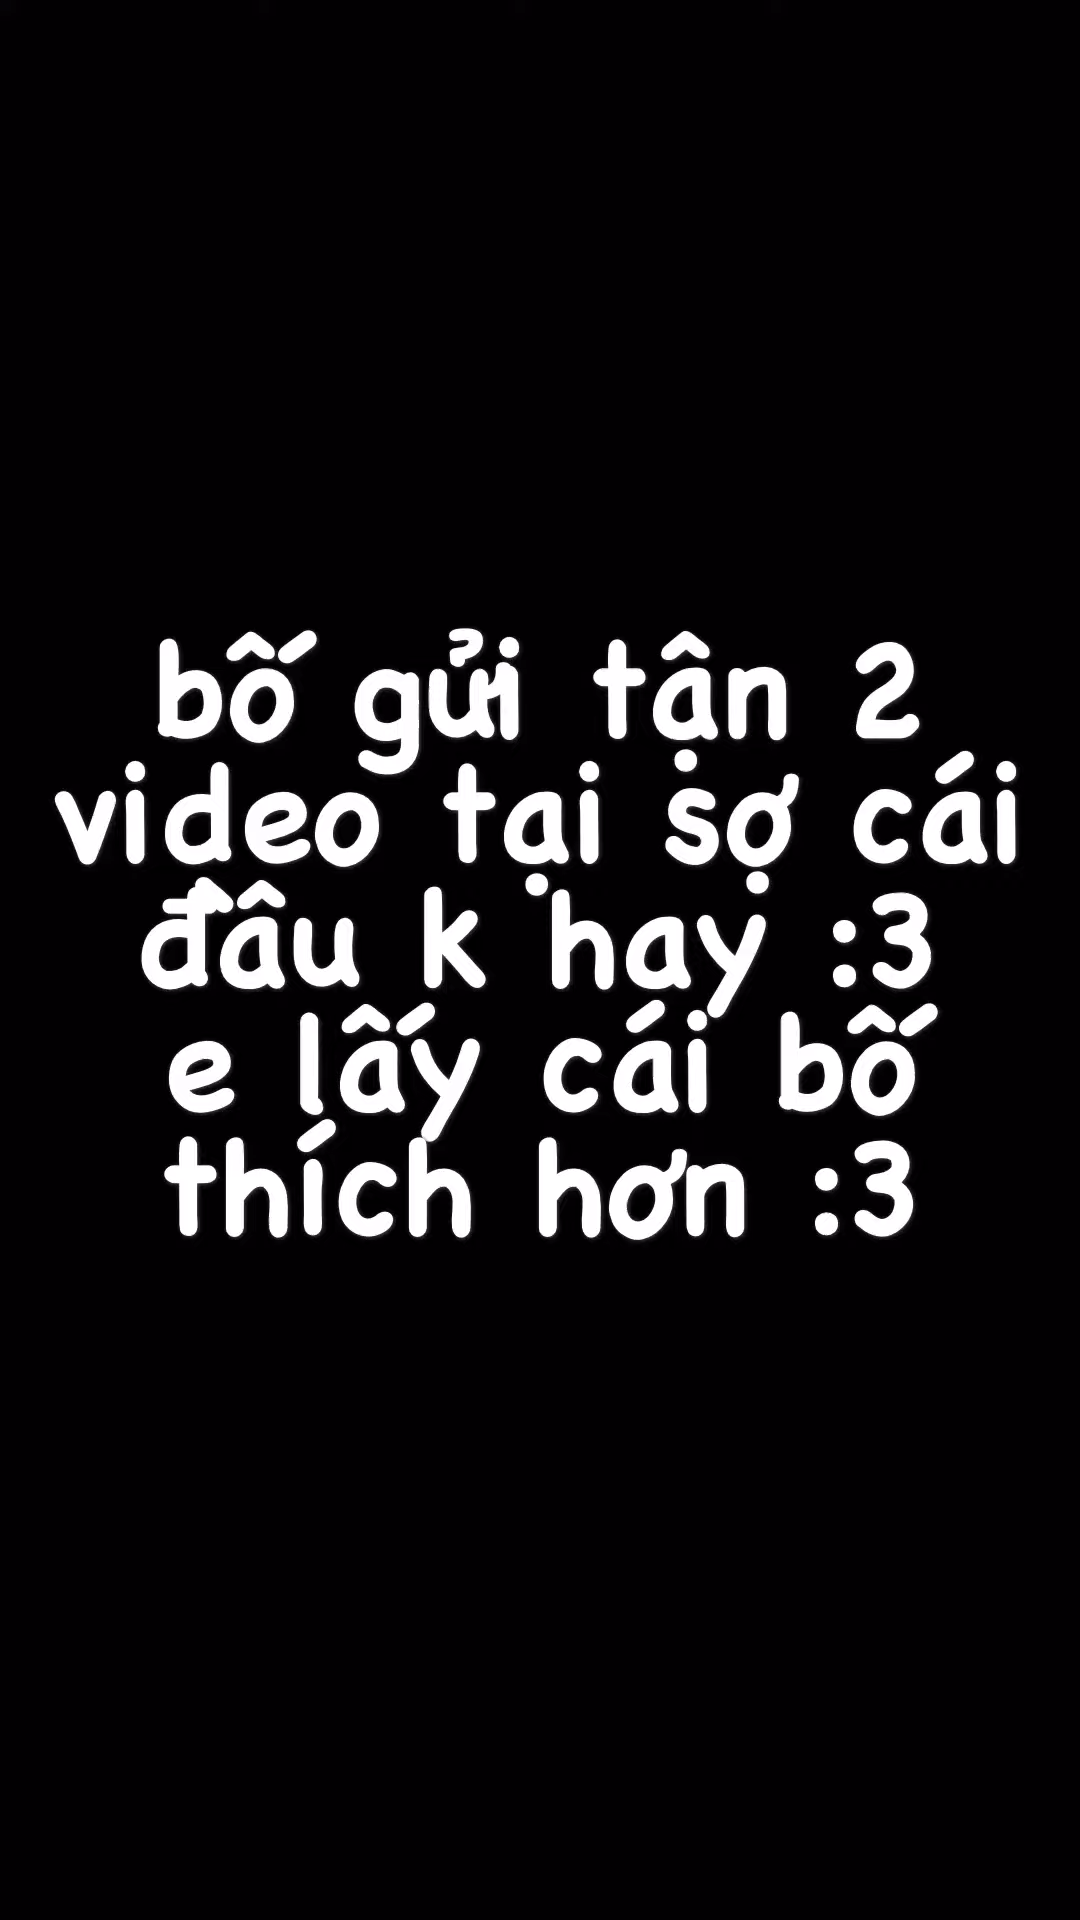 bố gửi tận 2
video tại sợ cái
đâu k hay :3
e lấy cái bố
thích hơn :3